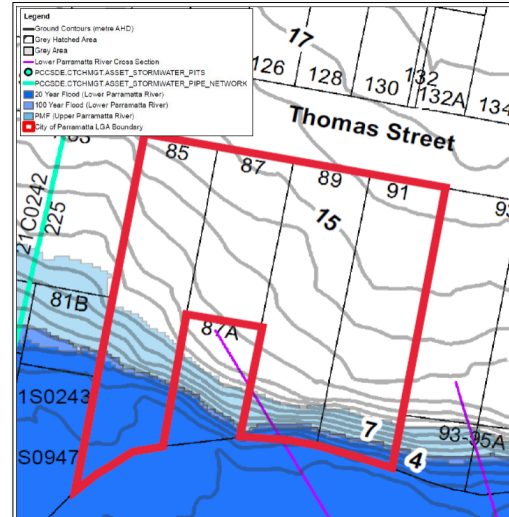 Legend
Ground Contours (metre AHD)
Grey Hatched Area
Grey Area
Lower Parramatta River Cross Section
PCCSDE.CTCHMGT.ASSET_STORMWATER_PITS
PCCSDE.CTCHMGT.ASSET_STORMWATER_PIPE_NETWORK
20 Year Flood (Lower Parramatta River)
100 Year Flood (Lower Parramatta River)
PMF (Upper Parramatta River)
City of Parramatta LGA Boundary
17
126
128
130
132
132A
134
Thomas Street
85
87
89
91
15
21C0242
225
81B
87A
1S0243
S0947
7
4
93-95A